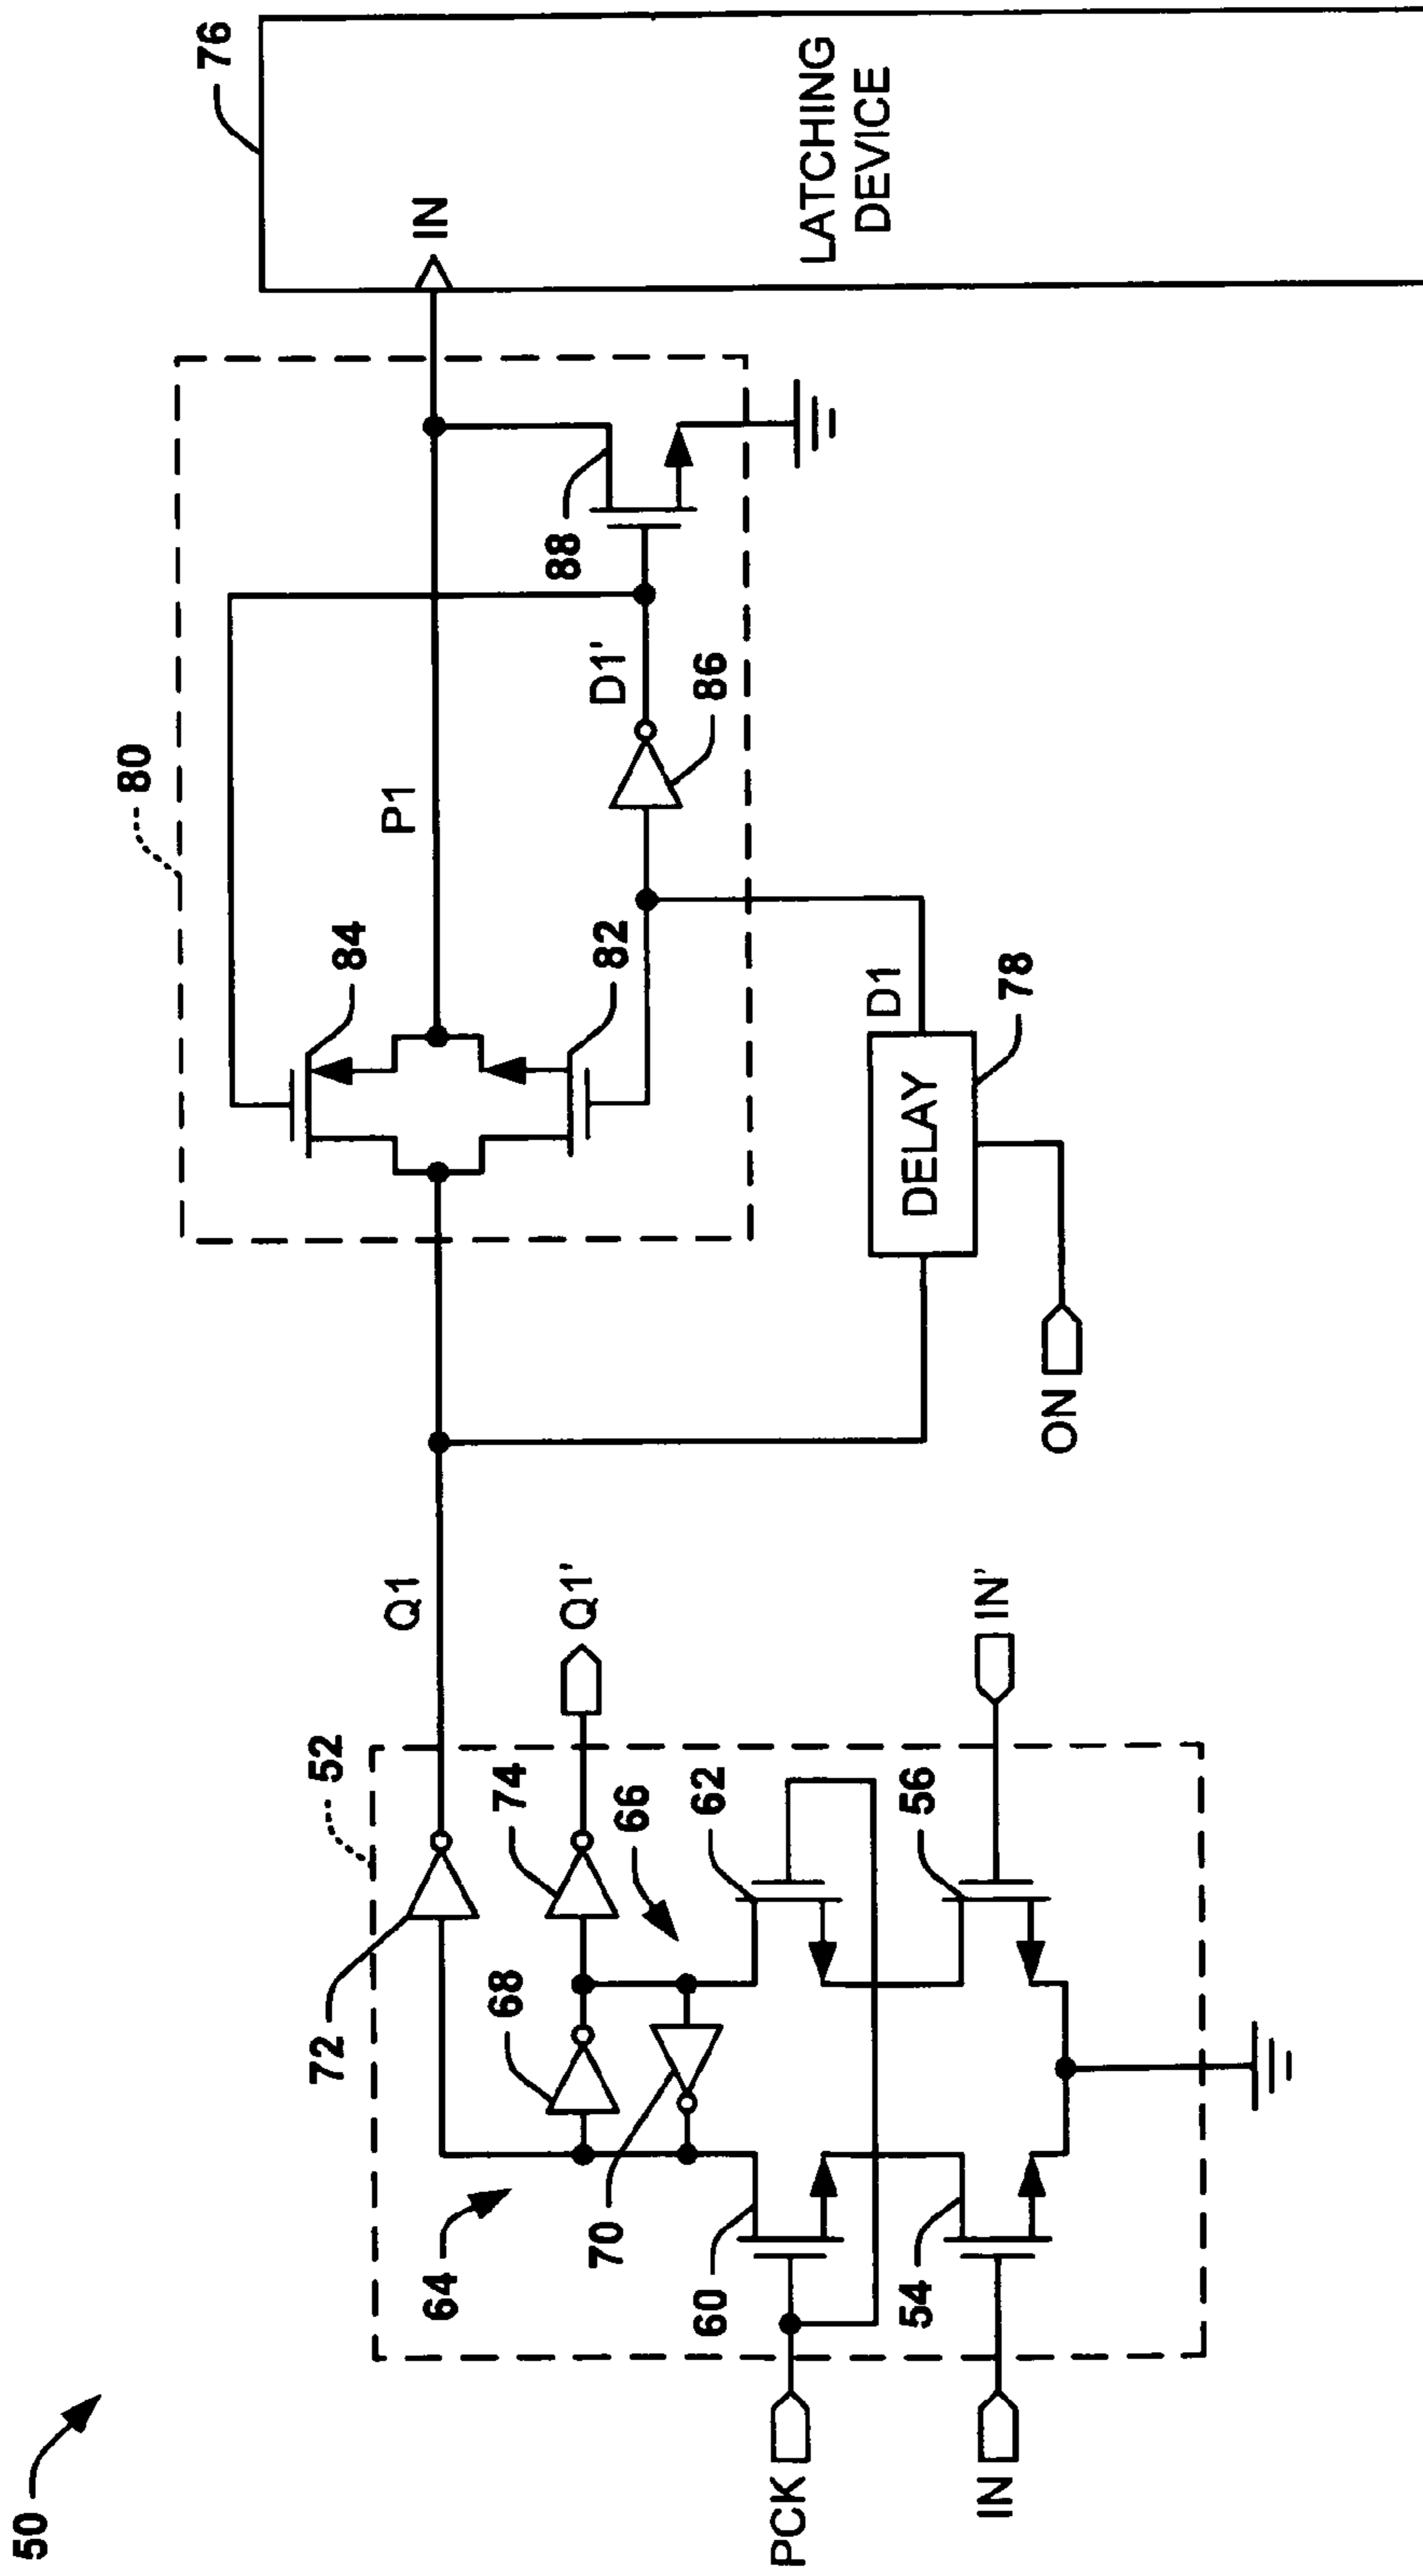 50
52
72
Q1
64
68
74
Q1'
70
66
60
62
PCK
54
56
IN
IN'
80
84
P1
82
D1'
86
88
D1
DELAY
78
ON
76
IN
LATCHING
DEVICE